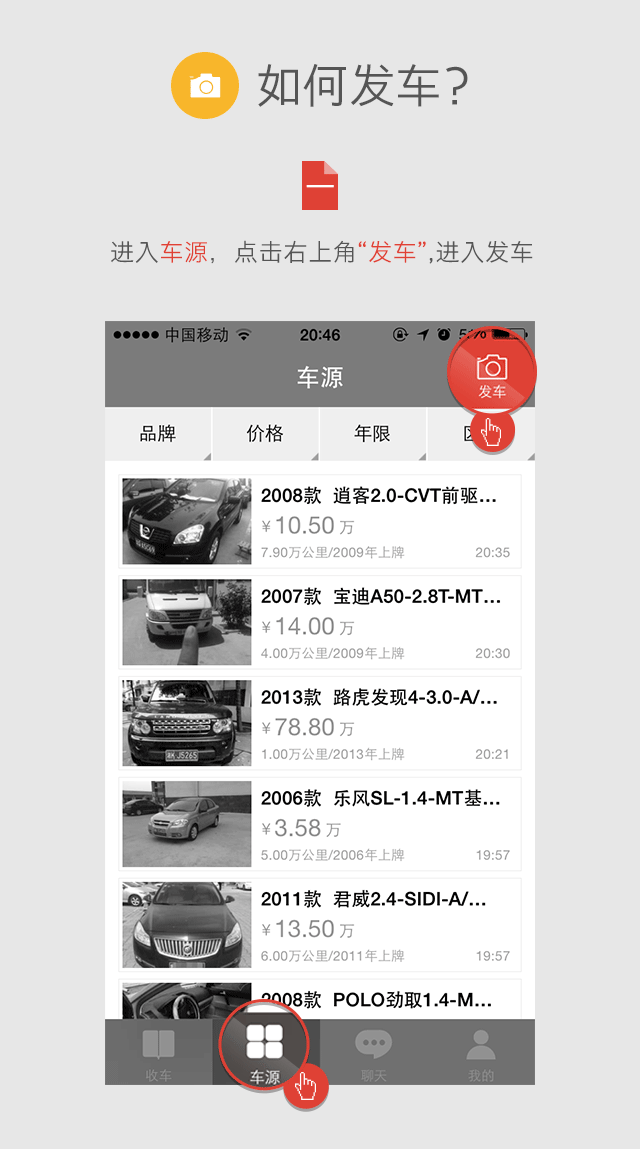 如何发车？
进入车源，点击右上角“发车”,进入发车
中国移动 20:46
车源
发车
品牌 价格 年限
2008款 逍客2.0-CVT前驱...
¥10.50万
7.90万公里/2009年上牌 20:35
2007款 宝迪A50-2.8T-MT...
¥14.00万
4.00万公里/2009年上牌 20:30
2013款 路虎发现4-3.0-A/...
¥78.80万
1.00万公里/2013年上牌 20:21
2006款 乐风SL-1.4-MT基...
¥3.58万
5.00万公里/2006年上牌 19:57
2011款 君威2.4-SIDI-A/...
¥13.50万
6.00万公里/2011年上牌 19:57
2008款 POLO劲取1.4-M...
收车 车源 聊天 我的